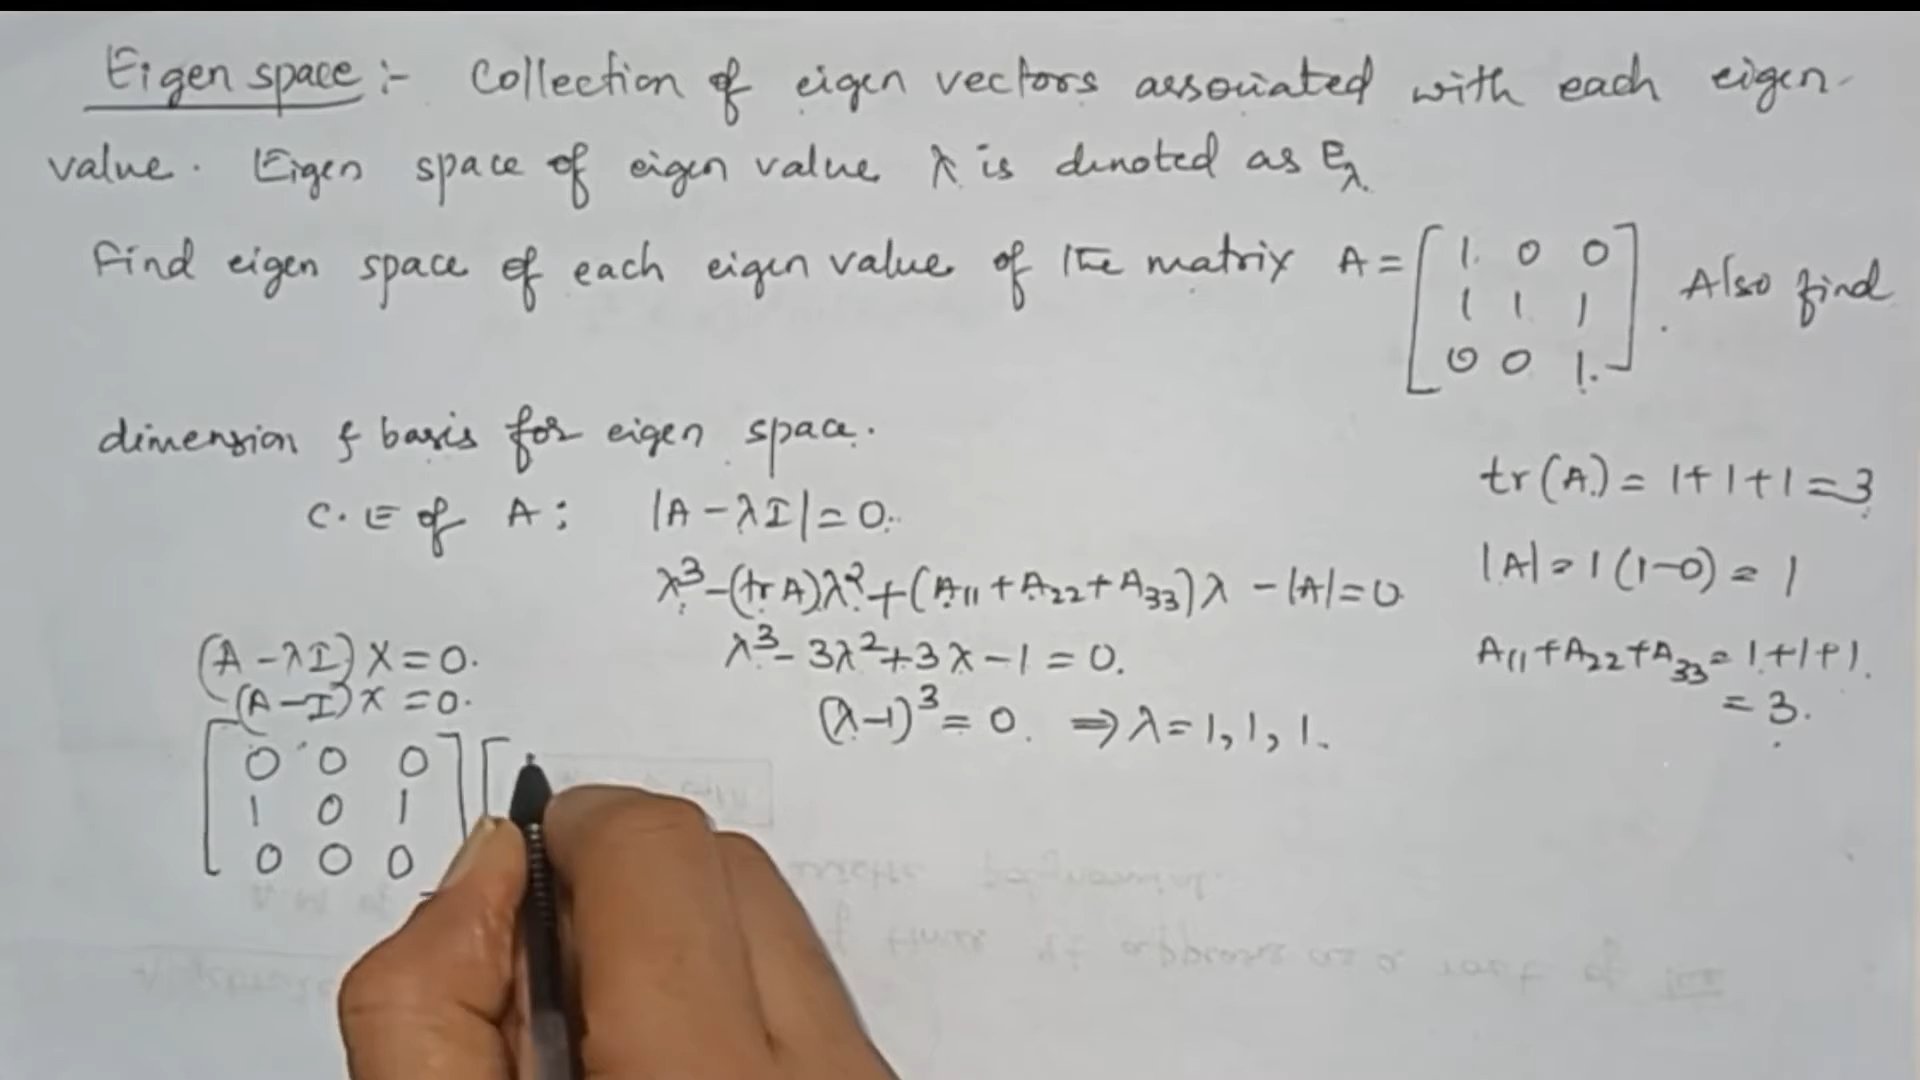 Eigen space :- Collection of eigen vectors associated with each eigen
value. Eigen space of eigen value λ is denoted as E_λ.
Find eigen space of each eigen value of the matrix A = [1 0 0; 1 1 1; 0 0 1]. Also find
dimension & basis for eigen space.
C.E of A: |A - λI| = 0.
λ³ - (tr A)λ² + (A₁₁ + A₂₂ + A₃₃)λ - |A| = 0
λ³ - 3λ² + 3λ - 1 = 0.
(λ-1)³ = 0. ⇒ λ = 1, 1, 1.
tr(A) = 1+1+1 = 3
|A| = 1(1-0) = 1
A₁₁ + A₂₂ + A₃₃ = 1+1+1.
= 3.
(A - λI) X = 0.
(A - I) X = 0.
[0 0 0; 1 0 1; 0 0 0] [